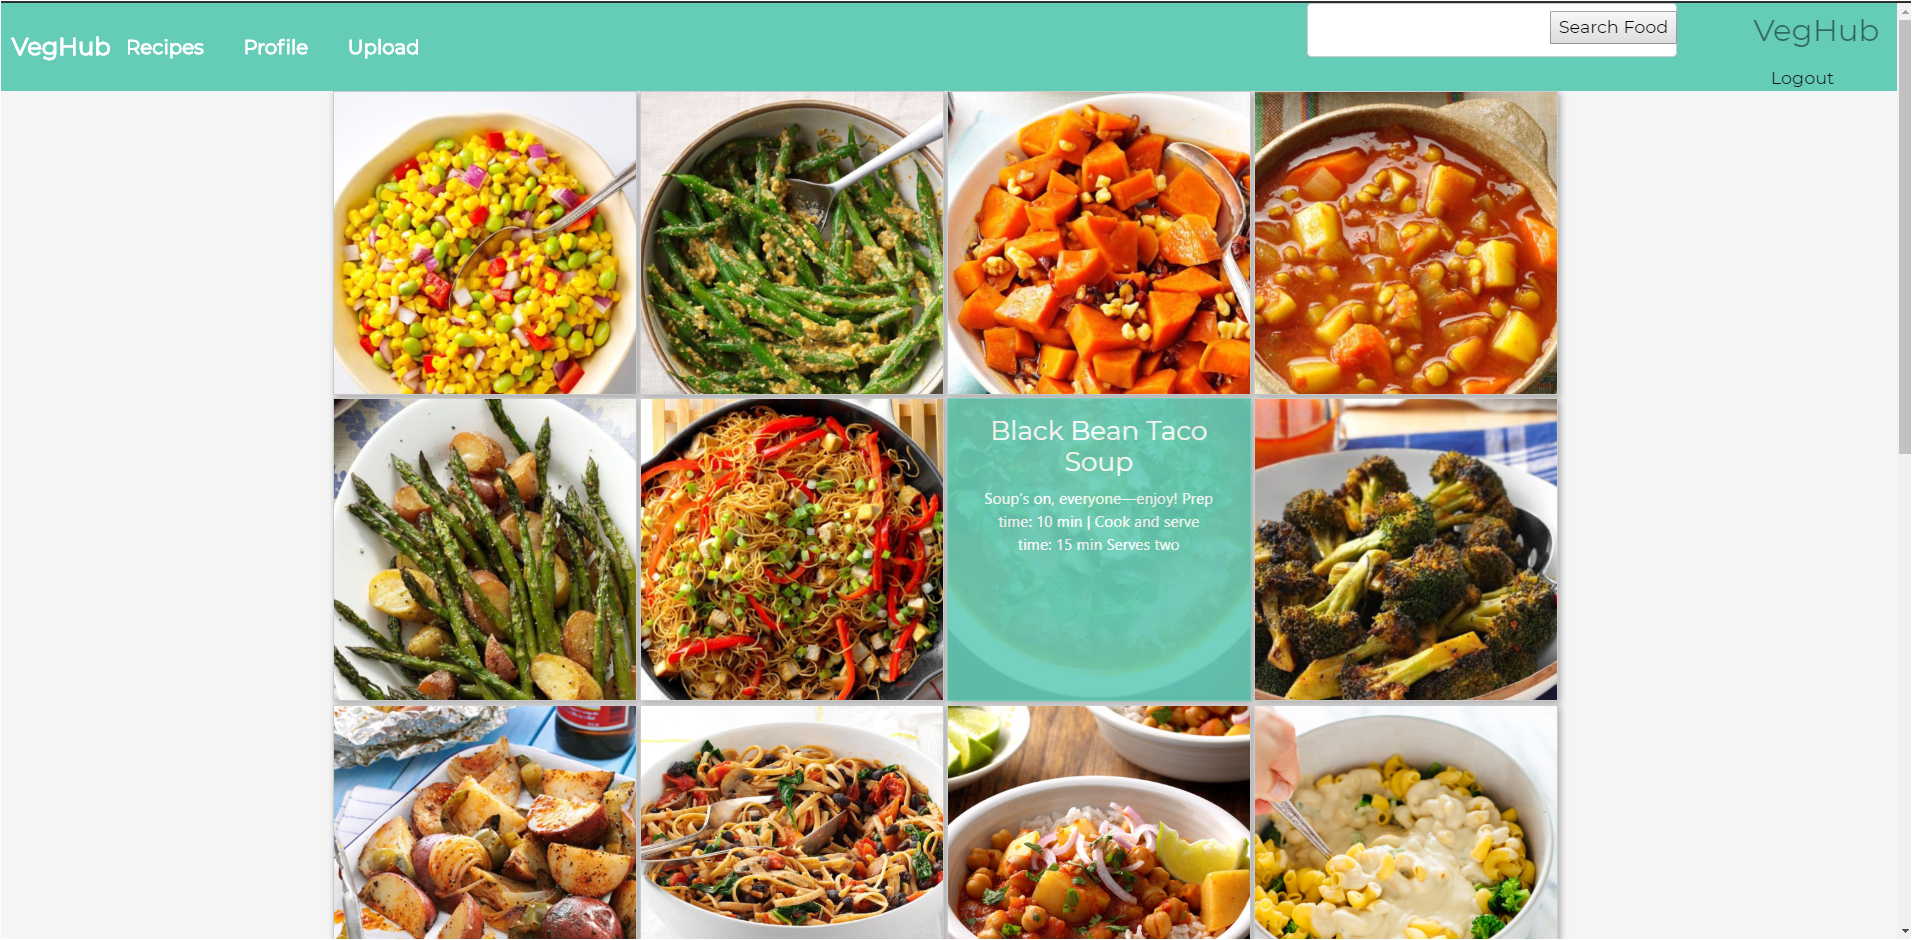 VegHub Recipes Profile Upload
Search Food
VegHub
Logout
Black Bean Taco
Soup
Soup's on, everyone—enjoy! Prep
time: 10 min | Cook and serve
time: 15 min Serves two